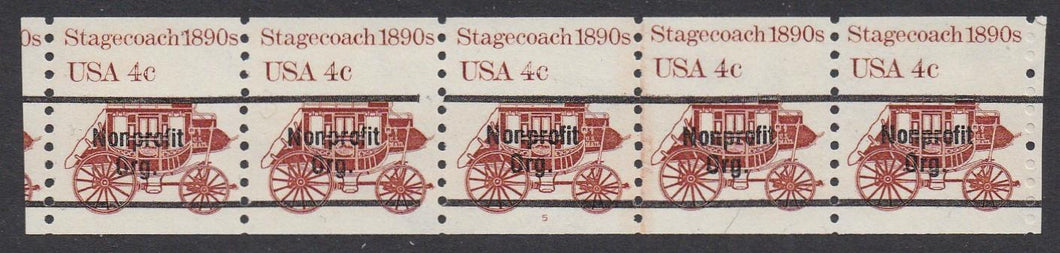 0s Stagecoach 1890s Stagecoach 1890s Stagecoach 1890s Stagecoach 1890s Stagecoach 1890s
USA 4c USA 4c USA 4c USA 4c USA 4c
Nonprofit Nonprofit Nonprofit Nonprofit Nonprofit
Org. Org. Org. Org. Org.
5